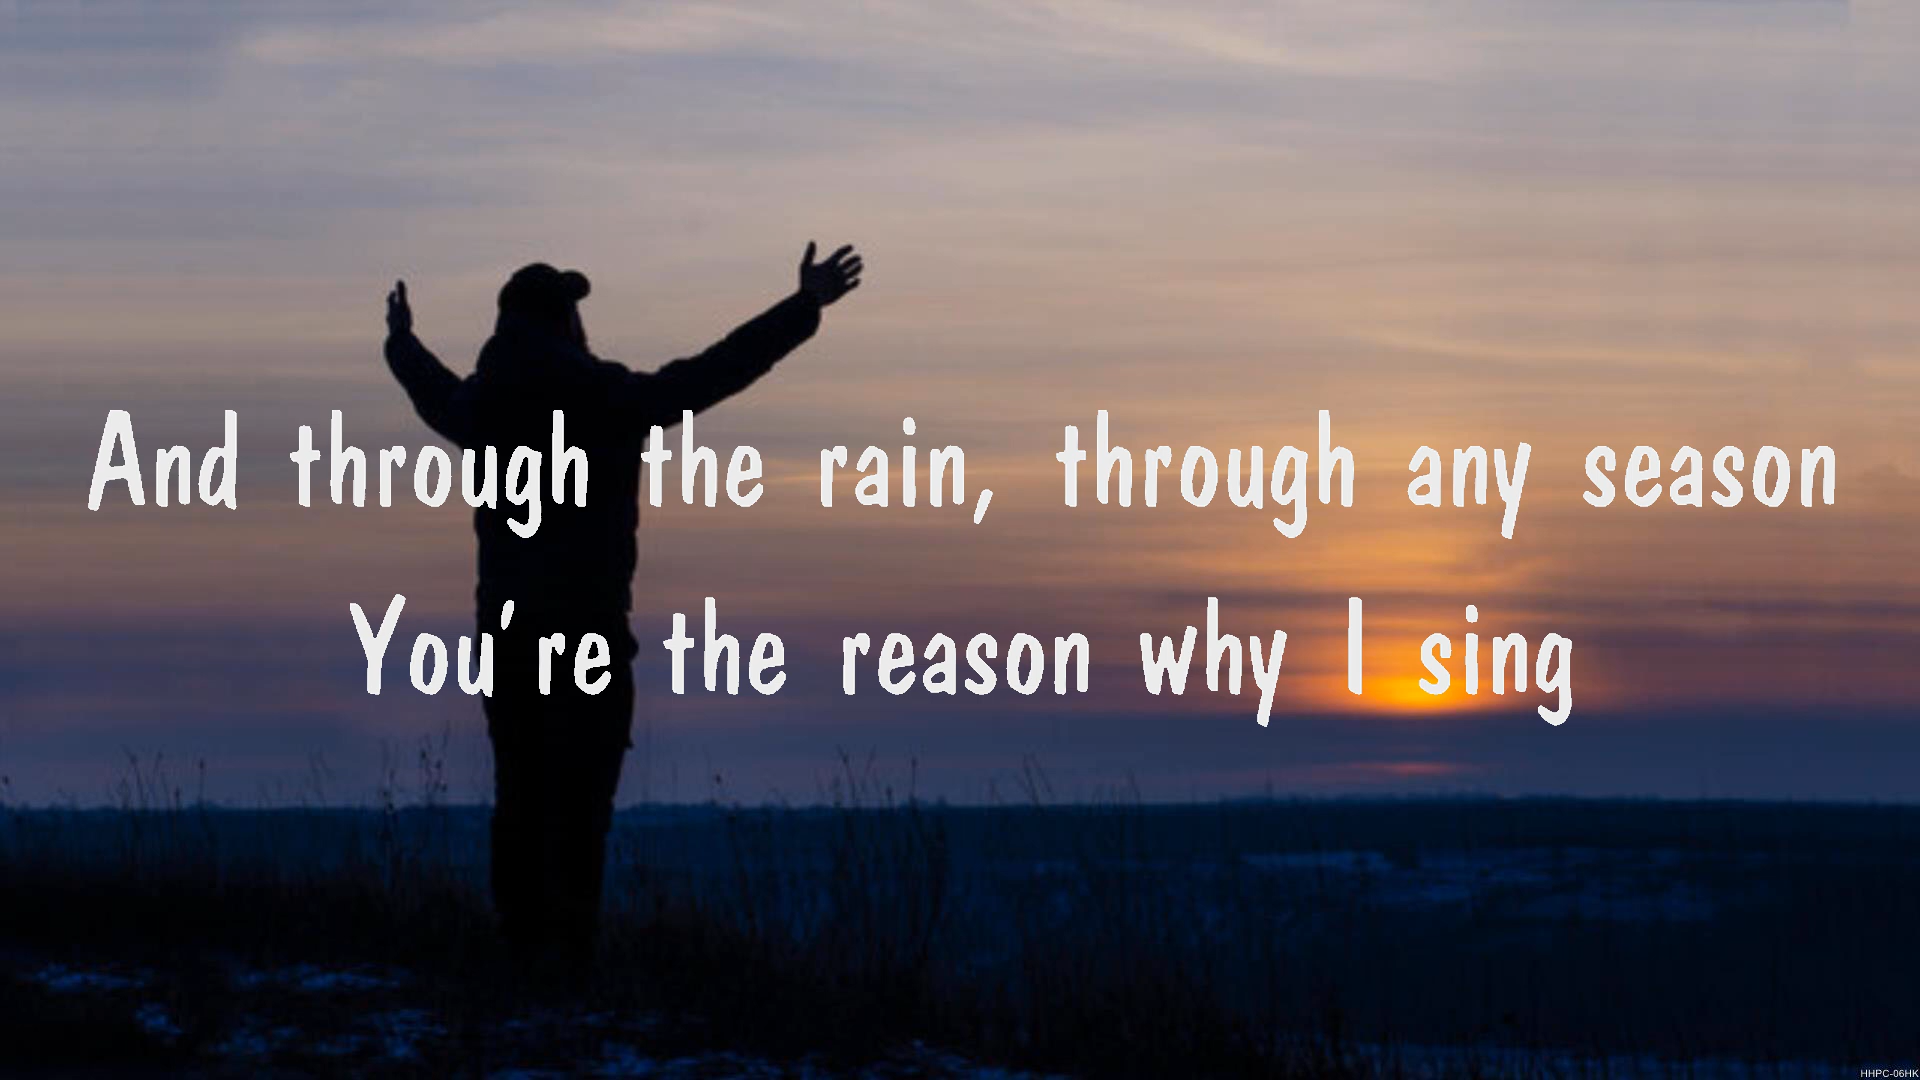 And through the rain, through any season
You're the reason why I sing
HHPC-06HK